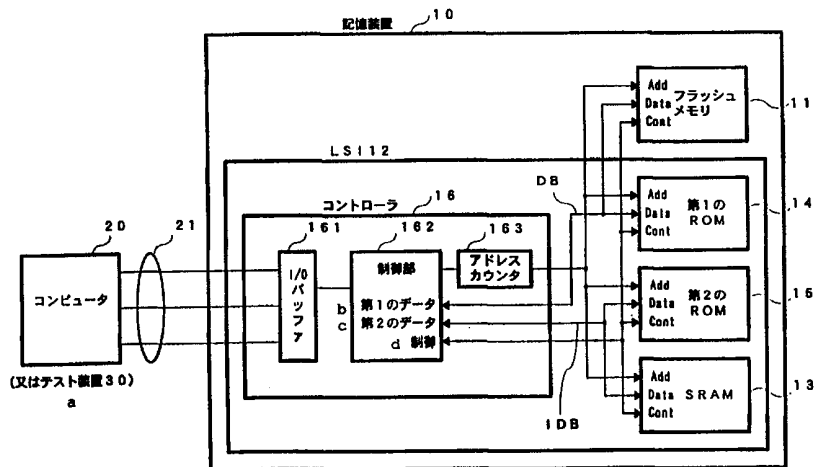 記憶装置
10
Add
Data
Cont
フラッシュ
メモリ
11
LSI12
DB
コントローラ
16
20
21
161
162
163
コンピュータ
I/O
バッファ
制御部
アドレス
カウンタ
b 第1のデータ
c 第2のデータ
d 制御
Add
Data
Cont
第1の
ROM
14
Add
Data
Cont
第2の
ROM
15
(又はテスト装置30)
a
IDB
Add
Data
Cont
SRAM
13